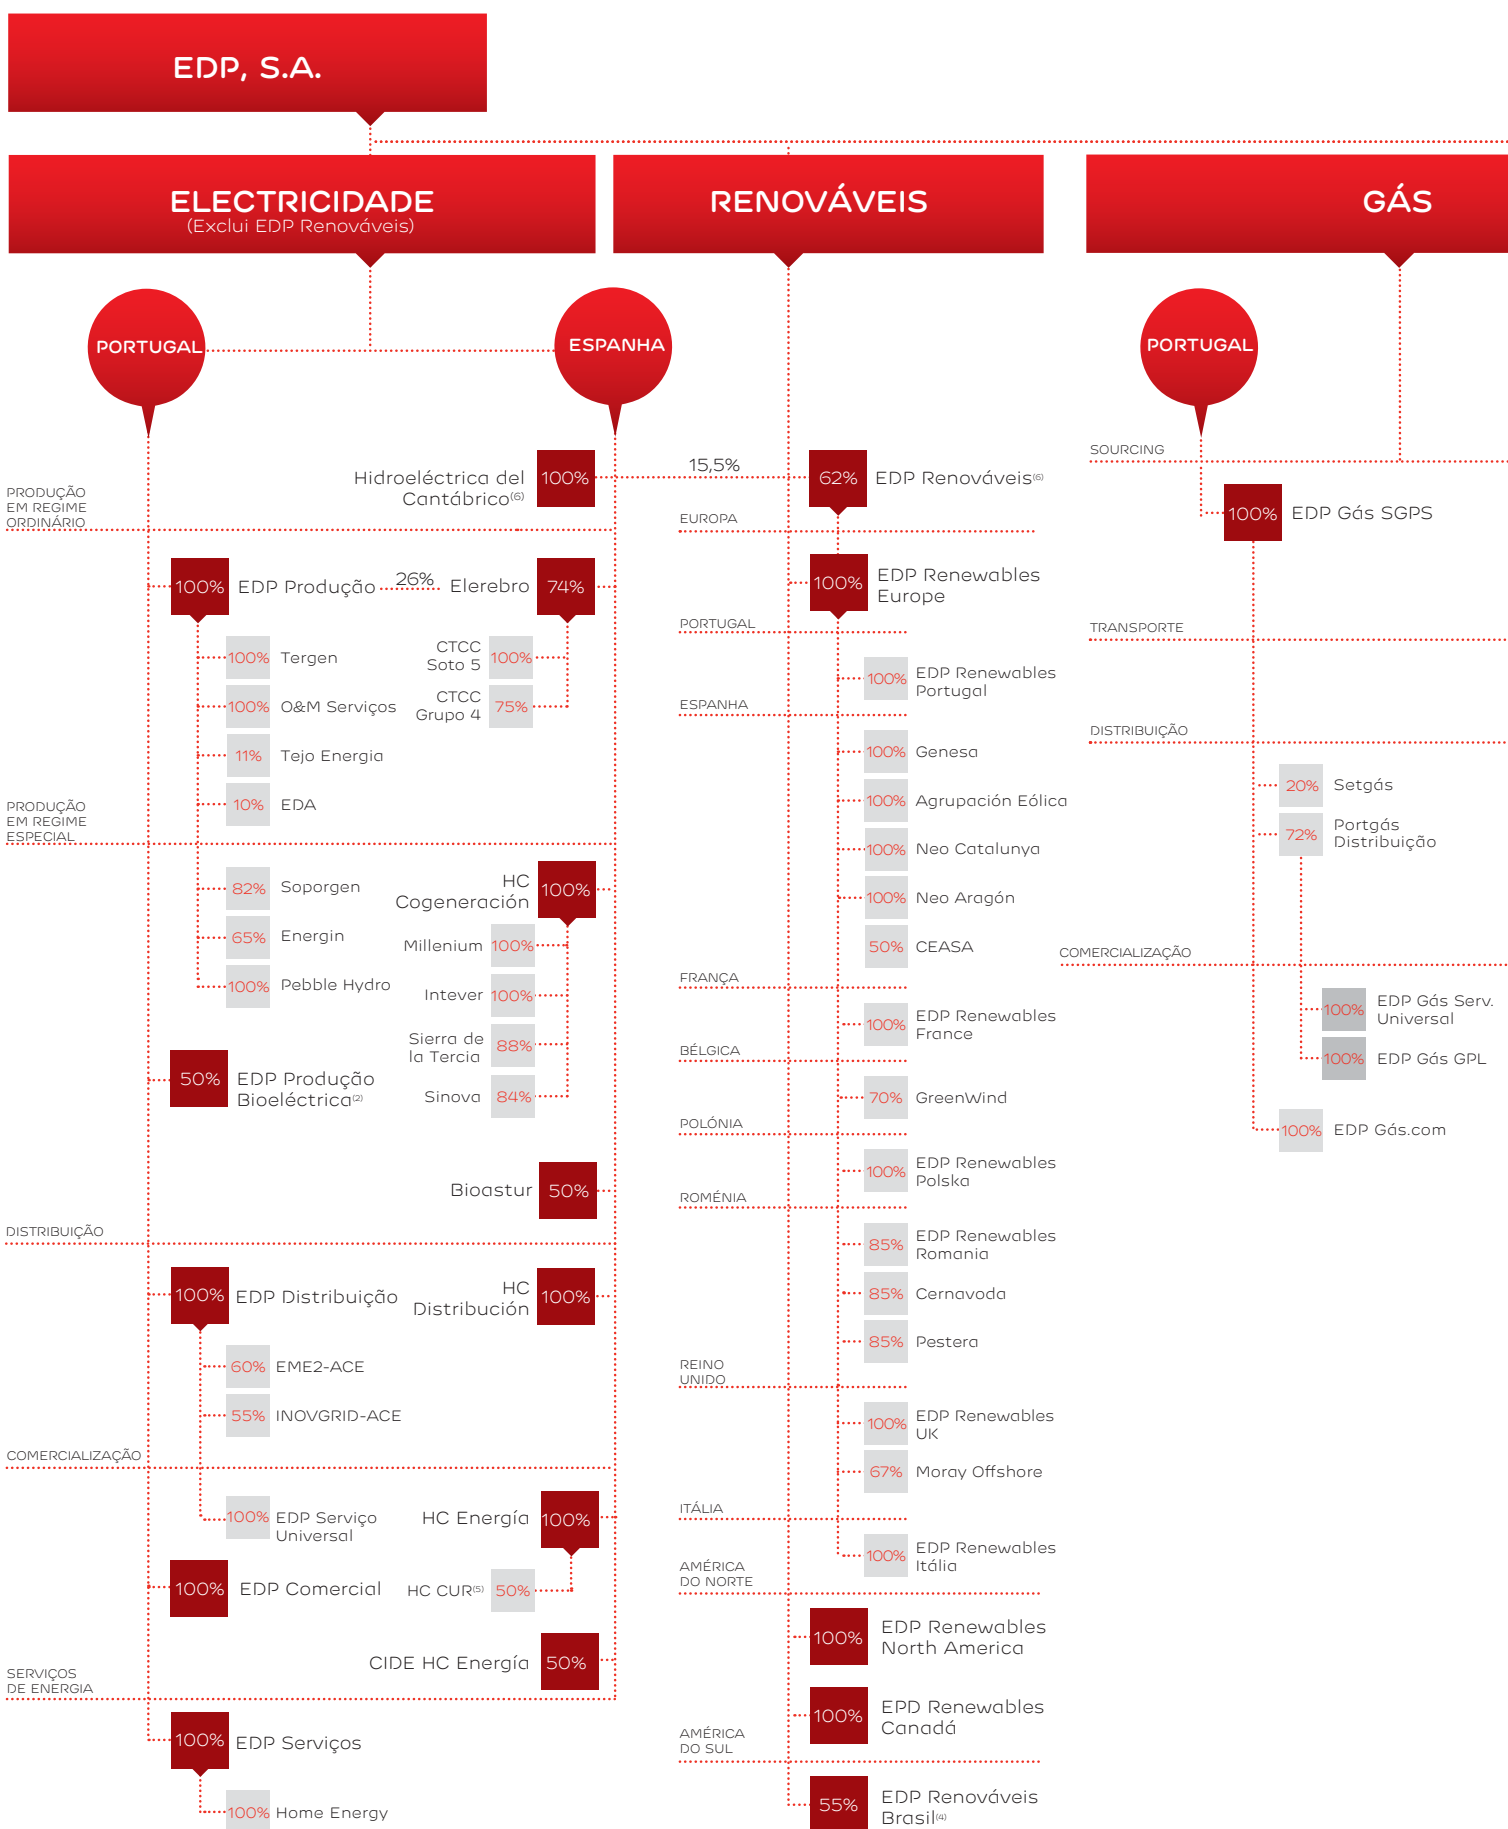 EDP, S.A.
ELECTRICIDADE
(Exclui EDP Renováveis)
PORTUGAL
ESPANHA
Hidroeléctrica del
Cantábrico(6)
100%
PRODUÇÃO
EM REGIME
ORDINÁRIO
100%
EDP Produção
26%
Elerebro
74%
100%
Tergen
CTCC
Soto 5
100%
100%
O&M Serviços
CTCC
Grupo 4
75%
11%
Tejo Energia
10%
EDA
PRODUÇÃO
EM REGIME
ESPECIAL
82%
Soporgen
HC
Cogeneración
100%
65%
Energin
Millenium
100%
100%
Pebble Hydro
Intever
100%
Sierra de
la Tercia
88%
50%
EDP Produção
Bioeléctrica(2)
Sinova
84%
Bioastur
50%
DISTRIBUIÇÃO
100%
EDP Distribuição
HC
Distribución
100%
60%
EME2-ACE
55%
INOVGRID-ACE
COMERCIALIZAÇÃO
100%
EDP Serviço
Universal
HC Energía
100%
100%
EDP Comercial
HC CUR(5)
50%
CIDE HC Energía
50%
SERVIÇOS
DE ENERGIA
100%
EDP Serviços
100%
Home Energy
RENOVÁVEIS
15,5%
62%
EDP Renováveis(6)
EUROPA
100%
EDP Renewables
Europe
PORTUGAL
100%
EDP Renewables
Portugal
ESPANHA
100%
Genesa
100%
Agrupación Eólica
100%
Neo Catalunya
100%
Neo Aragón
50%
CEASA
FRANÇA
100%
EDP Renewables
France
BÉLGICA
70%
GreenWind
POLÓNIA
100%
EDP Renewables
Polska
ROMÉNIA
85%
EDP Renewables
Romania
85%
Cernavoda
85%
Pestera
REINO
UNIDO
100%
EDP Renewables
UK
67%
Moray Offshore
ITÁLIA
100%
EDP Renewables
Itália
AMÉRICA
DO NORTE
100%
EDP Renewables
North America
100%
EPD Renewables
Canadá
AMÉRICA
DO SUL
55%
EDP Renováveis
Brasil(4)
GÁS
PORTUGAL
SOURCING
100%
EDP Gás SGPS
TRANSPORTE
DISTRIBUIÇÃO
20%
Setgás
72%
Portgás
Distribuição
COMERCIALIZAÇÃO
100%
EDP Gás Serv.
Universal
100%
EDP Gás GPL
100%
EDP Gás.com